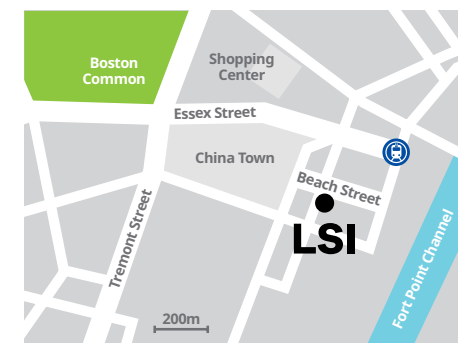 Boston
Common
Shopping
Center
Essex Street
China Town
Beach Street
LSI
Tremont Street
Fort Point Channel
200m